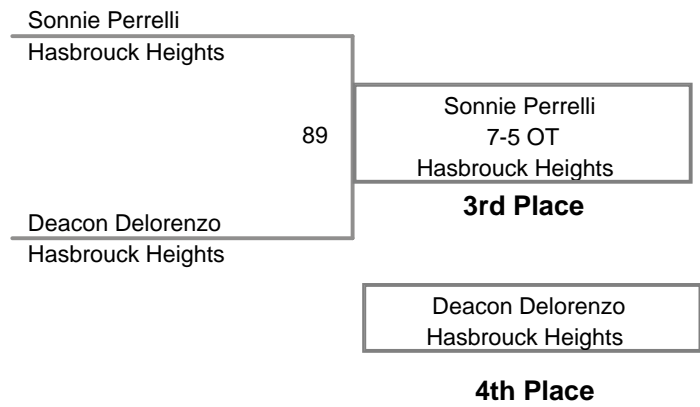 Sonnie Perrelli
Hasbrouck Heights
89
Sonnie Perrelli
7-5 OT
Hasbrouck Heights
3rd Place
Deacon Delorenzo
Hasbrouck Heights
Deacon Delorenzo
Hasbrouck Heights
4th Place